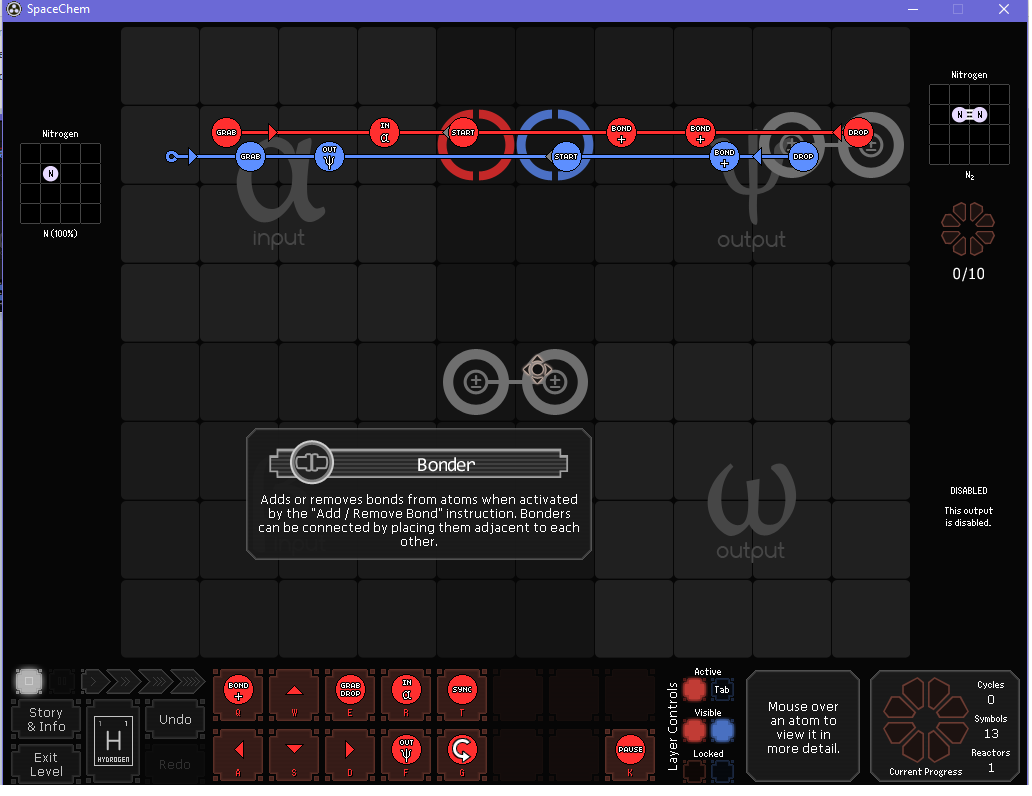 SpaceChem
Nitrogen
N
N (100%)
GRAB
IN
α
START
BOND
+
BOND
+
DROP
GRAB
OUT
ψ
START
BOND
+
DROP
α
input
ψ
output
Nitrogen
N=N
N₂
0/10
Bonder
Adds or removes bonds from atoms when activated
by the "Add / Remove Bond" instruction. Bonders
can be connected by placing them adjacent to each
other.
ω
output
DISABLED
This output
is disabled.
Story
& Info
Exit
Level
1 1
H
HYDROGEN
Undo
Redo
BOND
+
Q
W
GRAB
DROP
E
IN
α
R
SYNC
T
A
S
D
OUT
ψ
F
G
PAUSE
K
Layer Controls
Active
Tab
Visible
Locked
Mouse over
an atom to
view it in
more detail.
Current Progress
Cycles
0
Symbols
13
Reactors
1